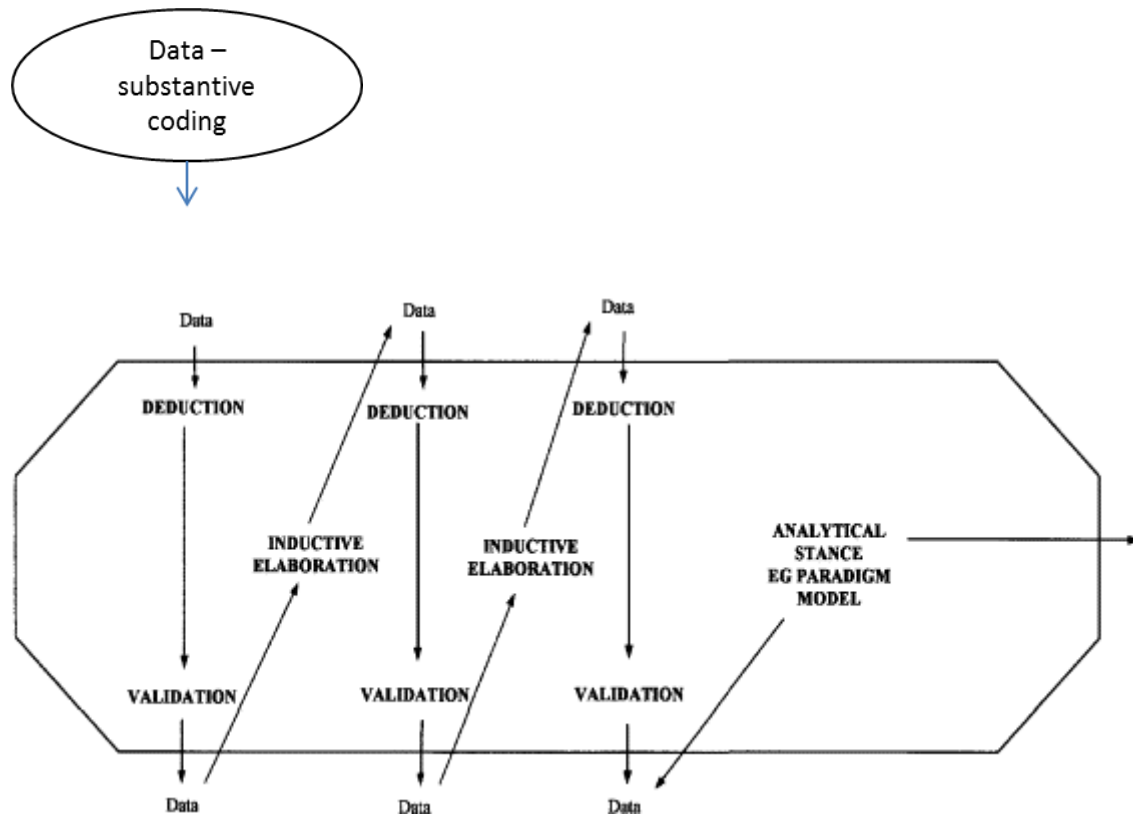 Data –
substantive
coding
Data
Data
Data
DEDUCTION
DEDUCTION
DEDUCTION
INDUCTIVE
ELABORATION
INDUCTIVE
ELABORATION
ANALYTICAL
STANCE
EG PARADIGM
MODEL
VALIDATION
VALIDATION
VALIDATION
Data
Data
Data